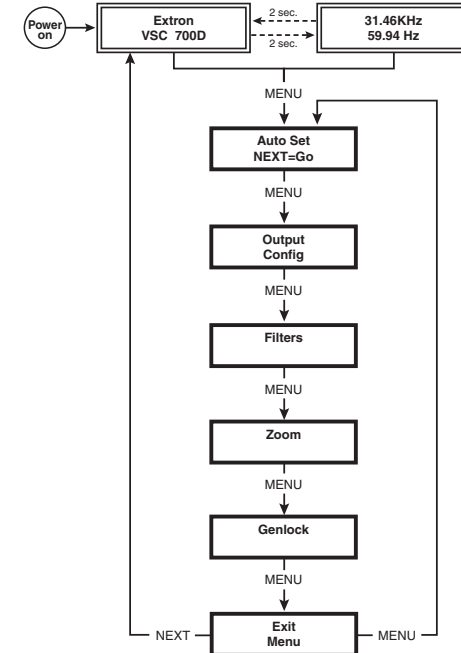 Power
on
Extron
VSC 700D
2 sec.
2 sec.
31.46KHz
59.94 Hz
MENU
Auto Set
NEXT=Go
MENU
Output
Config
MENU
Filters
MENU
Zoom
MENU
Genlock
MENU
NEXT
Exit
Menu
MENU